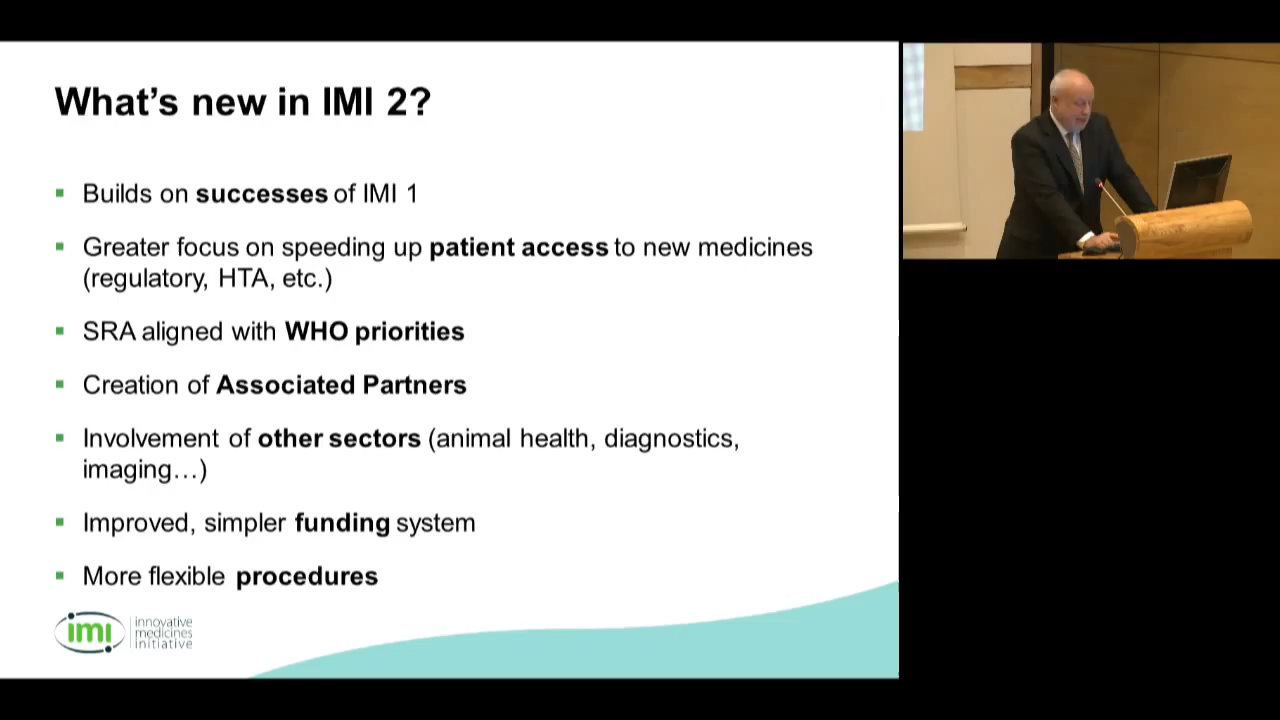 What's new in IMI 2?
▪ Builds on successes of IMI 1
▪ Greater focus on speeding up patient access to new medicines
(regulatory, HTA, etc.)
▪ SRA aligned with WHO priorities
▪ Creation of Associated Partners
▪ Involvement of other sectors (animal health, diagnostics,
imaging…)
▪ Improved, simpler funding system
▪ More flexible procedures
imi
innovative
medicines
initiative